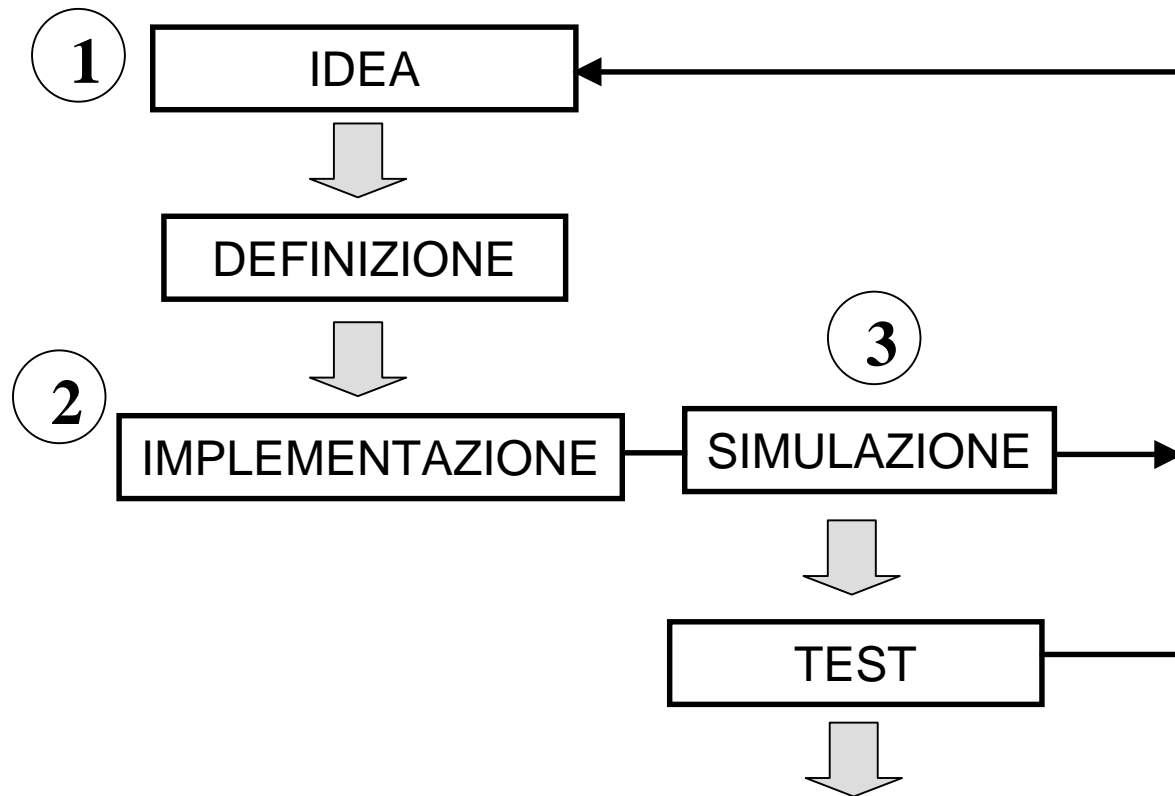 1
IDEA
DEFINIZIONE
2
IMPLEMENTAZIONE
3
SIMULAZIONE
TEST